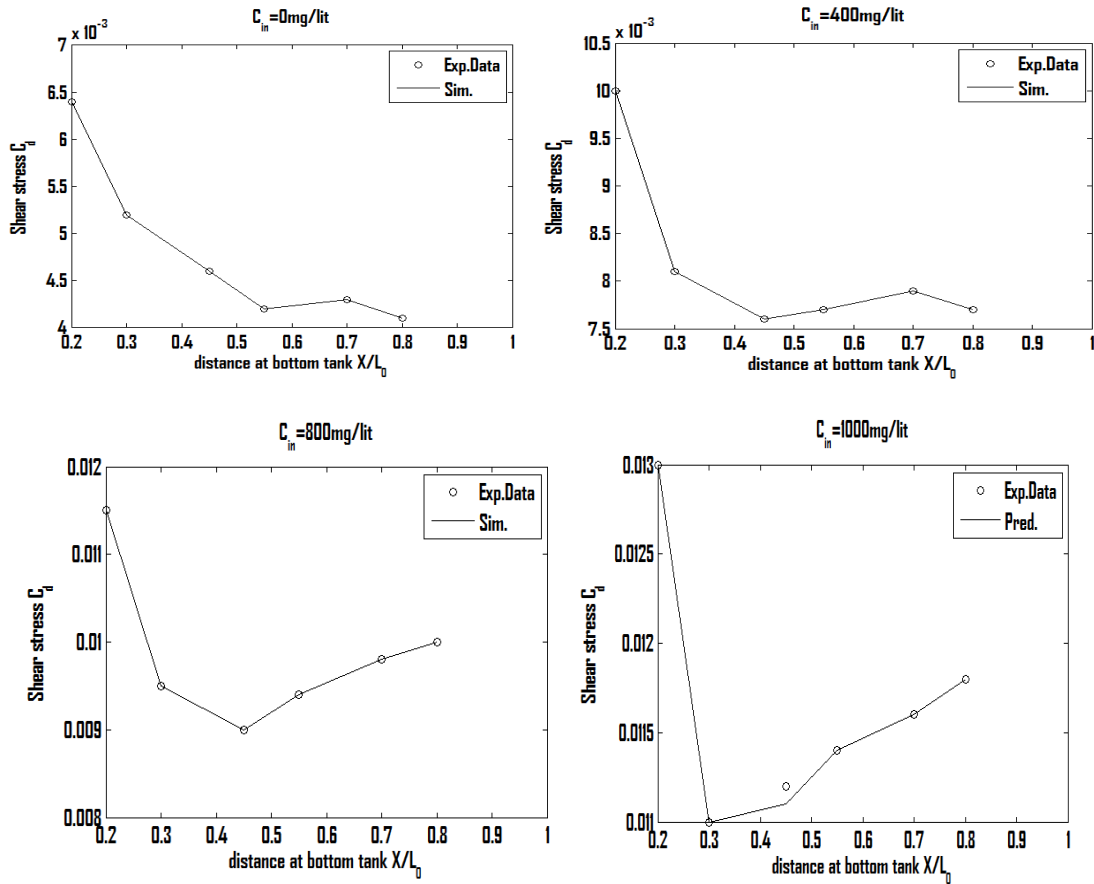 C_in=0mg/lit
7 x 10^-3
6.5
6
5.5
5
4.5
4
Shear stress C_d
0.2 0.3 0.4 0.5 0.6 0.7 0.8 0.9 1
distance at bottom tank X/L_0
Exp.Data
Sim.
C_in=400mg/lit
10.5 x 10^-3
10
9.5
9
8.5
8
7.5
Shear stress C_d
0.2 0.3 0.4 0.5 0.6 0.7 0.8 0.9 1
distance at bottom tank X/L_0
Exp.Data
Sim.
C_in=800mg/lit
0.012
0.011
0.01
0.009
0.008
Shear stress C_d
0.2 0.3 0.4 0.5 0.6 0.7 0.8 0.9 1
distance at bottom tank X/L_0
Exp.Data
Sim.
C_in=1000mg/lit
0.013
0.0125
0.012
0.0115
0.011
Shear stress C_d
0.2 0.3 0.4 0.5 0.6 0.7 0.8 0.9 1
distance at bottom tank X/L_0
Exp.Data
Pred.